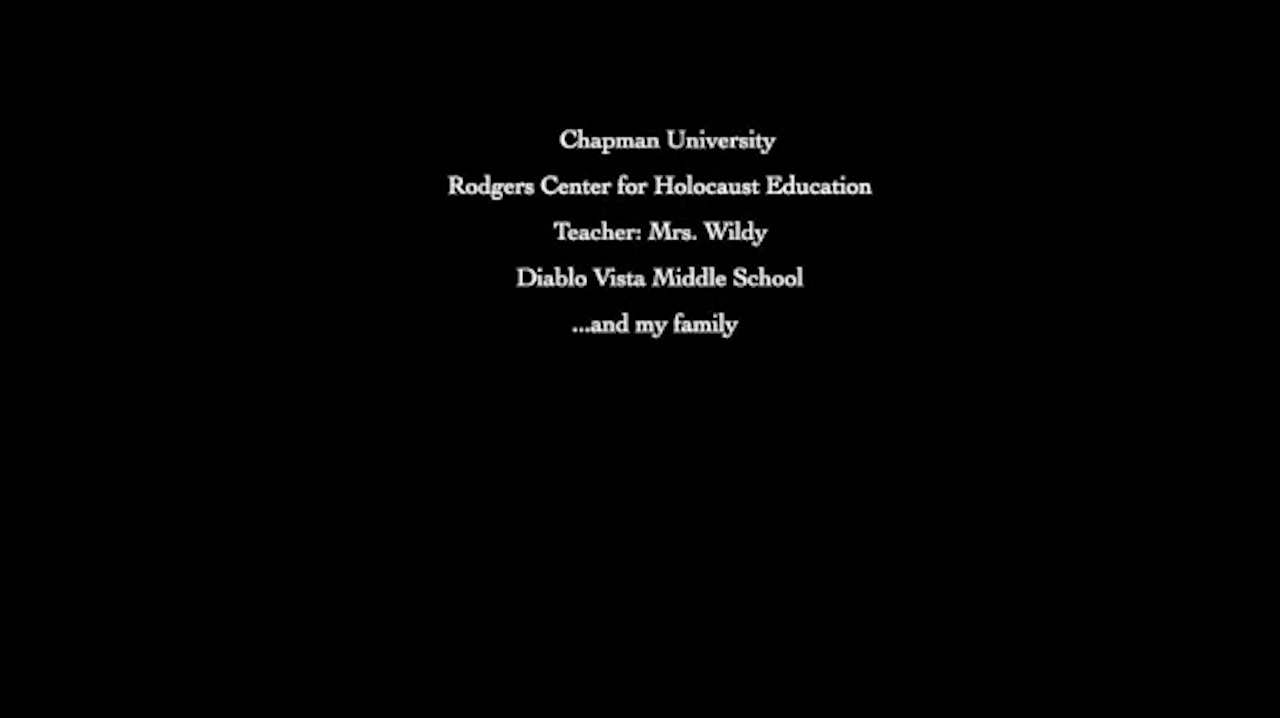 Chapman University
Rodgers Center for Holocaust Education
Teacher: Mrs. Wildy
Diablo Vista Middle School
...and my family